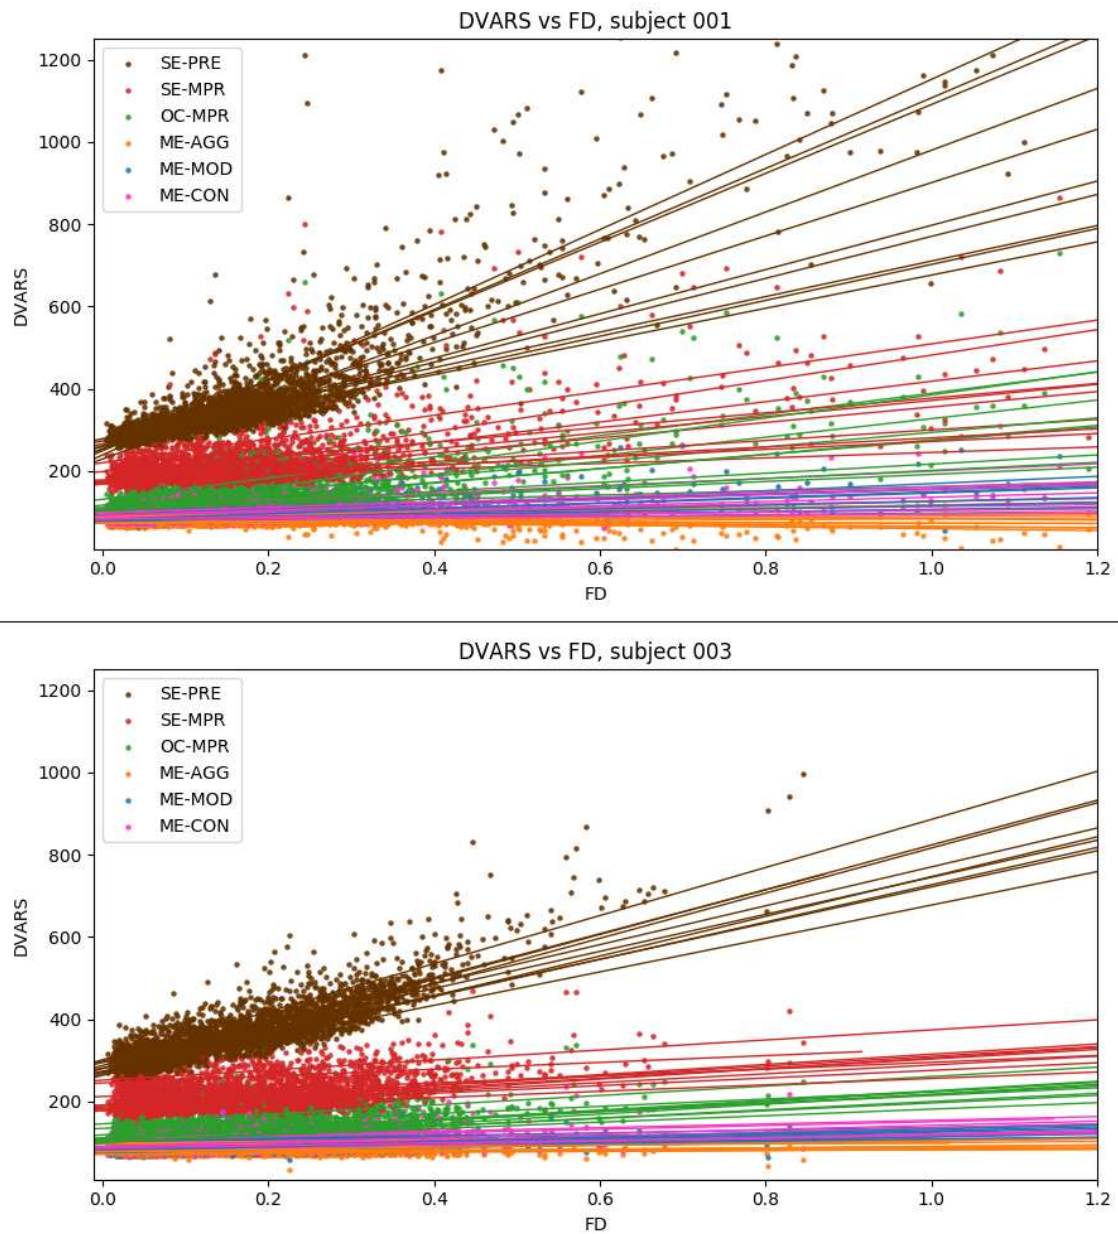 DVARS vs FD, subject 001
1200
1000
800
600
400
200
DVARS
SE-PRE
SE-MPR
OC-MPR
ME-AGG
ME-MOD
ME-CON
0.0 0.2 0.4 0.6 0.8 1.0 1.2
FD
DVARS vs FD, subject 003
1200
1000
800
600
400
200
DVARS
SE-PRE
SE-MPR
OC-MPR
ME-AGG
ME-MOD
ME-CON
0.0 0.2 0.4 0.6 0.8 1.0 1.2
FD